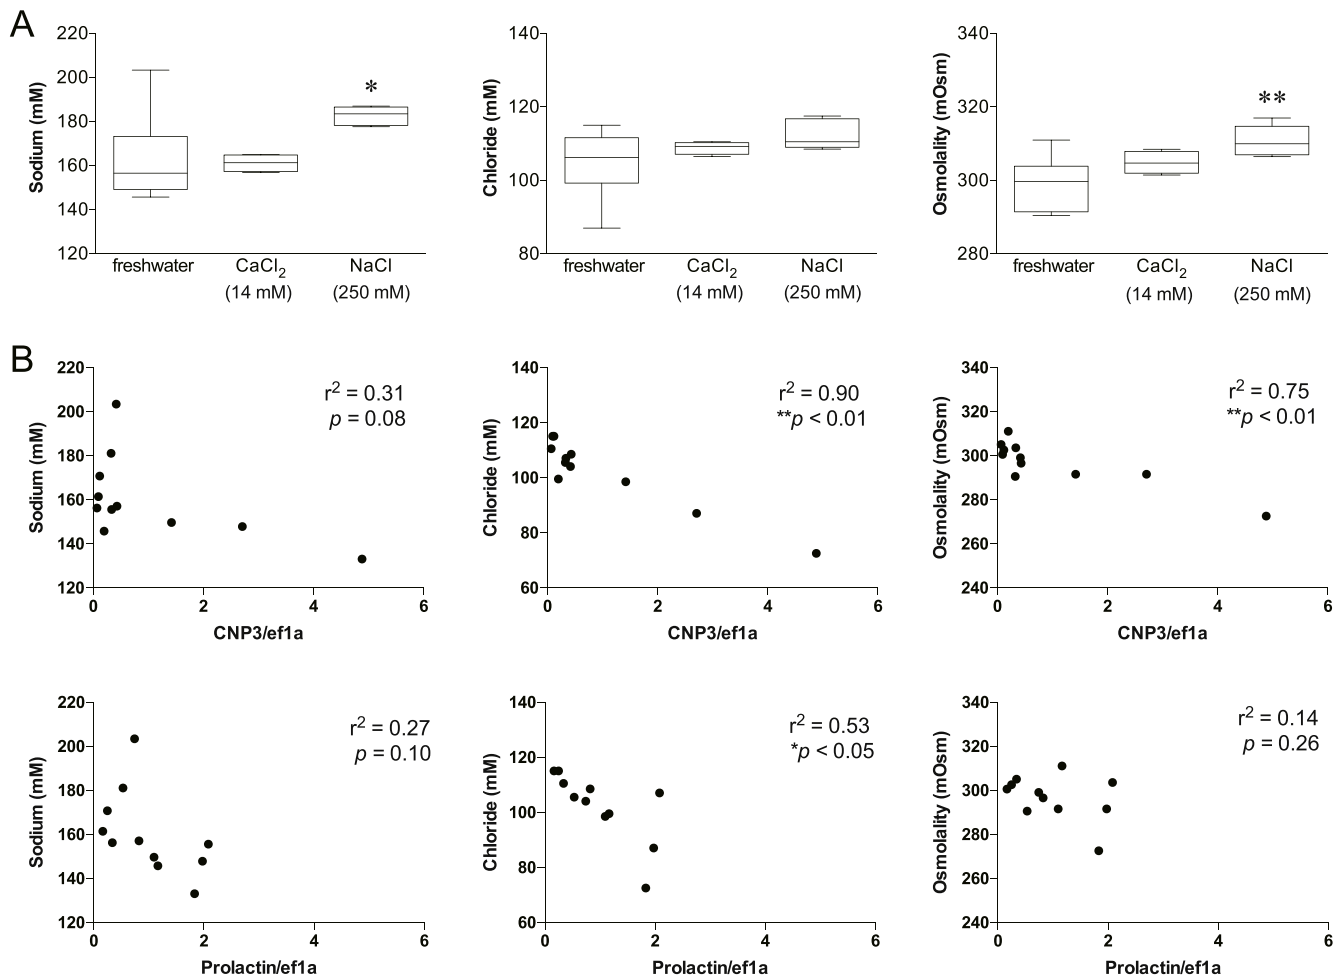 A
220
200
180
160
140
120
Sodium (mM)
*
freshwater
CaCl2
(14 mM)
NaCl
(250 mM)
140
120
100
80
Chloride (mM)
freshwater
CaCl2
(14 mM)
NaCl
(250 mM)
340
320
300
280
Osmolality (mOsm)
**
freshwater
CaCl2
(14 mM)
NaCl
(250 mM)
B
220
200
180
160
140
120
Sodium (mM)
r2 = 0.31
p = 0.08
0 2 4 6
CNP3/ef1a
140
120
100
80
60
Chloride (mM)
r2 = 0.90
**p < 0.01
0 2 4 6
CNP3/ef1a
340
320
300
280
260
240
Osmolality (mOsm)
r2 = 0.75
**p < 0.01
0 2 4 6
CNP3/ef1a
220
200
180
160
140
120
Sodium (mM)
r2 = 0.27
p = 0.10
0 2 4 6
Prolactin/ef1a
140
120
100
80
60
Chloride (mM)
r2 = 0.53
*p < 0.05
0 2 4 6
Prolactin/ef1a
340
320
300
280
260
240
Osmolality (mOsm)
r2 = 0.14
p = 0.26
0 2 4 6
Prolactin/ef1a